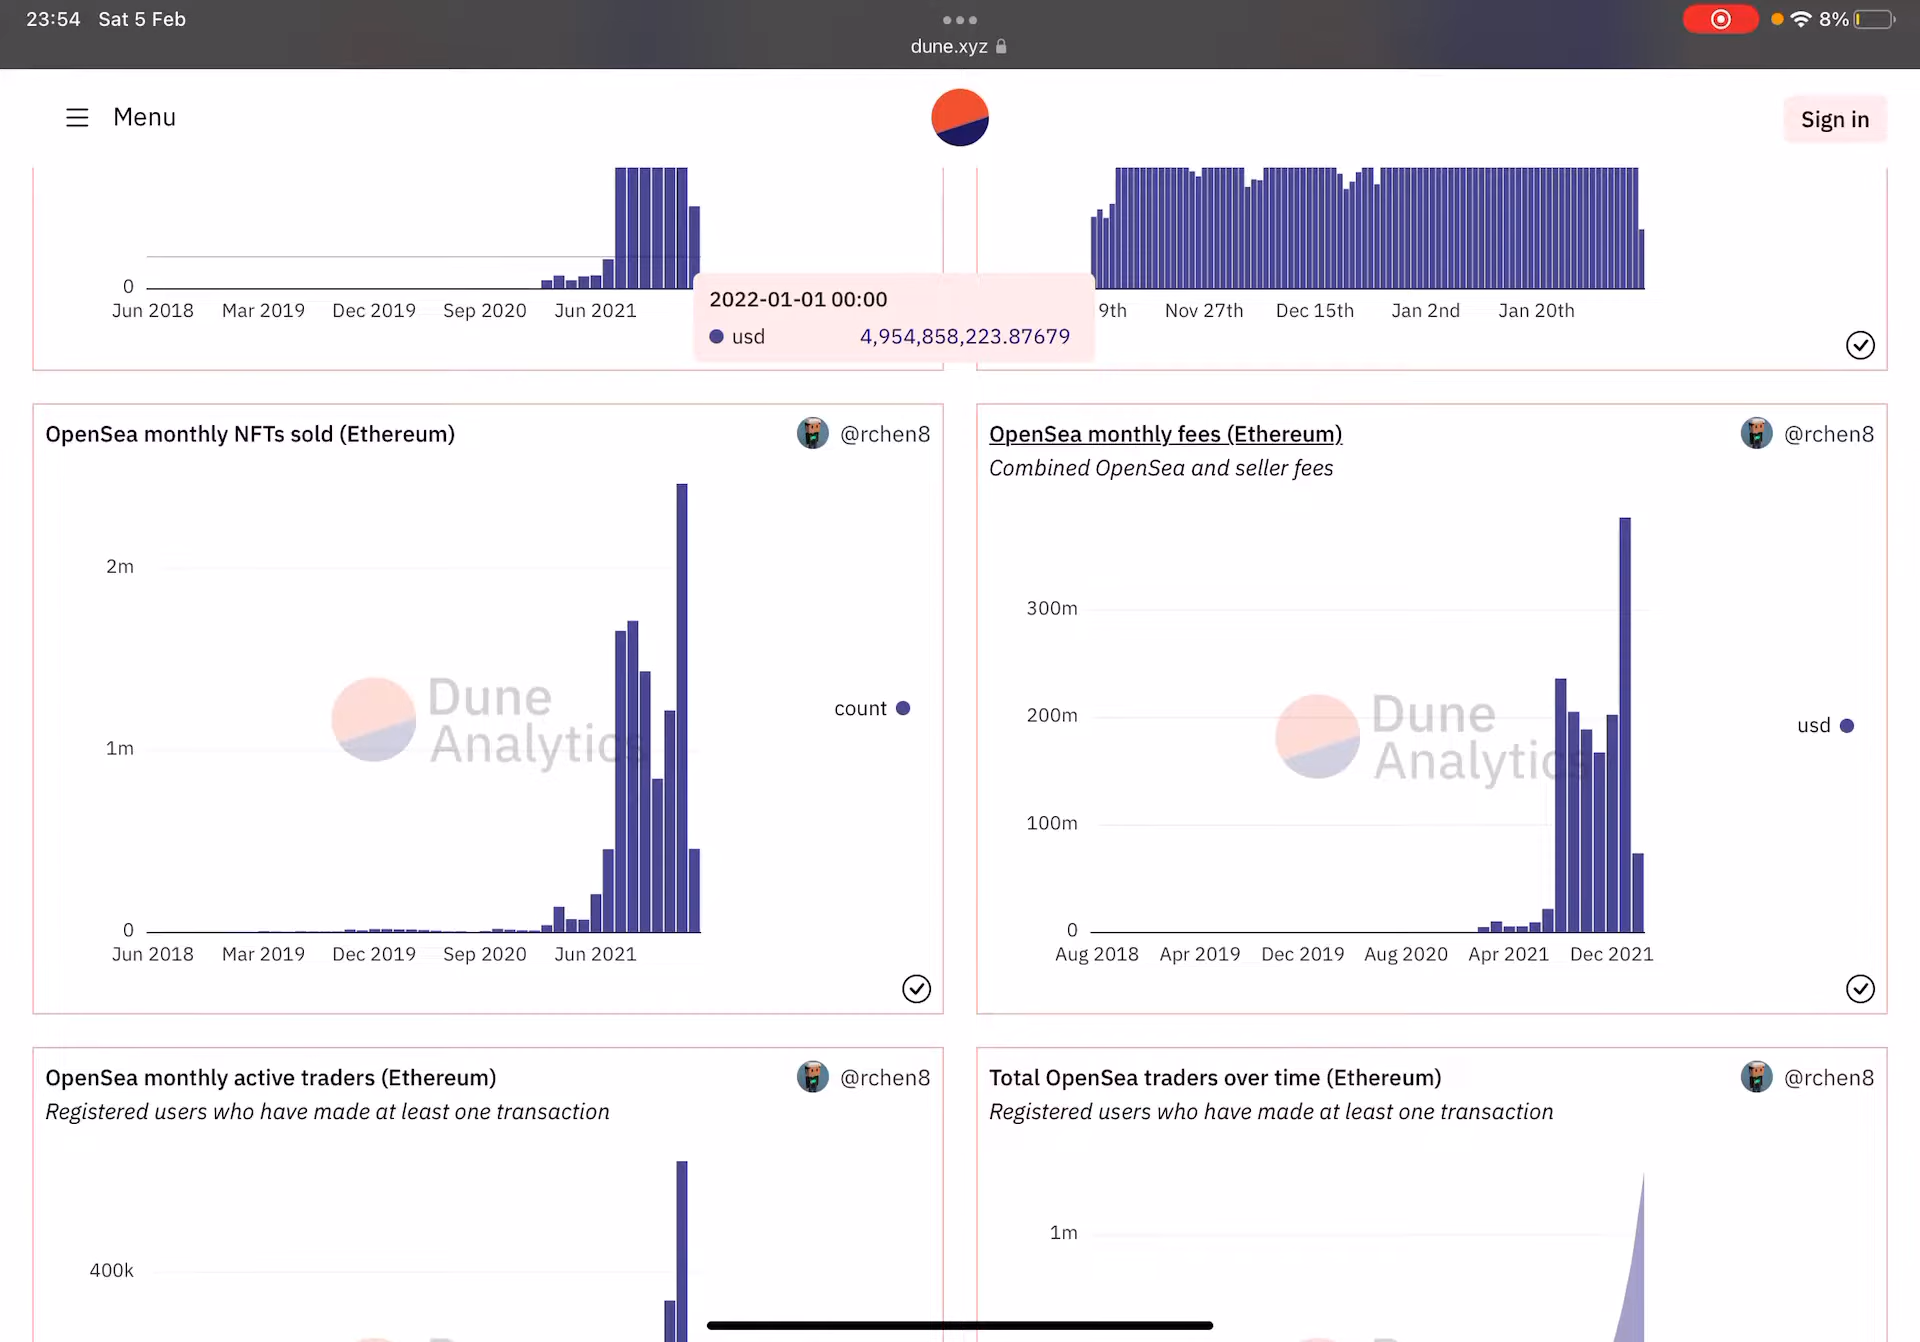 23:54 Sat 5 Feb
8%
dune.xyz
Menu
Sign in
0
Jun 2018 Mar 2019 Dec 2019 Sep 2020 Jun 2021
2022-01-01 00:00
usd 4,954,858,223.87679
9th Nov 27th Dec 15th Jan 2nd Jan 20th
OpenSea monthly NFTs sold (Ethereum)
@rchen8
2m
1m
0
Dune
Analytics
count
Jun 2018 Mar 2019 Dec 2019 Sep 2020 Jun 2021
OpenSea monthly fees (Ethereum)
@rchen8
Combined OpenSea and seller fees
300m
200m
100m
0
Dune
Analytics
usd
Aug 2018 Apr 2019 Dec 2019 Aug 2020 Apr 2021 Dec 2021
OpenSea monthly active traders (Ethereum)
@rchen8
Registered users who have made at least one transaction
400k
Total OpenSea traders over time (Ethereum)
@rchen8
Registered users who have made at least one transaction
1m